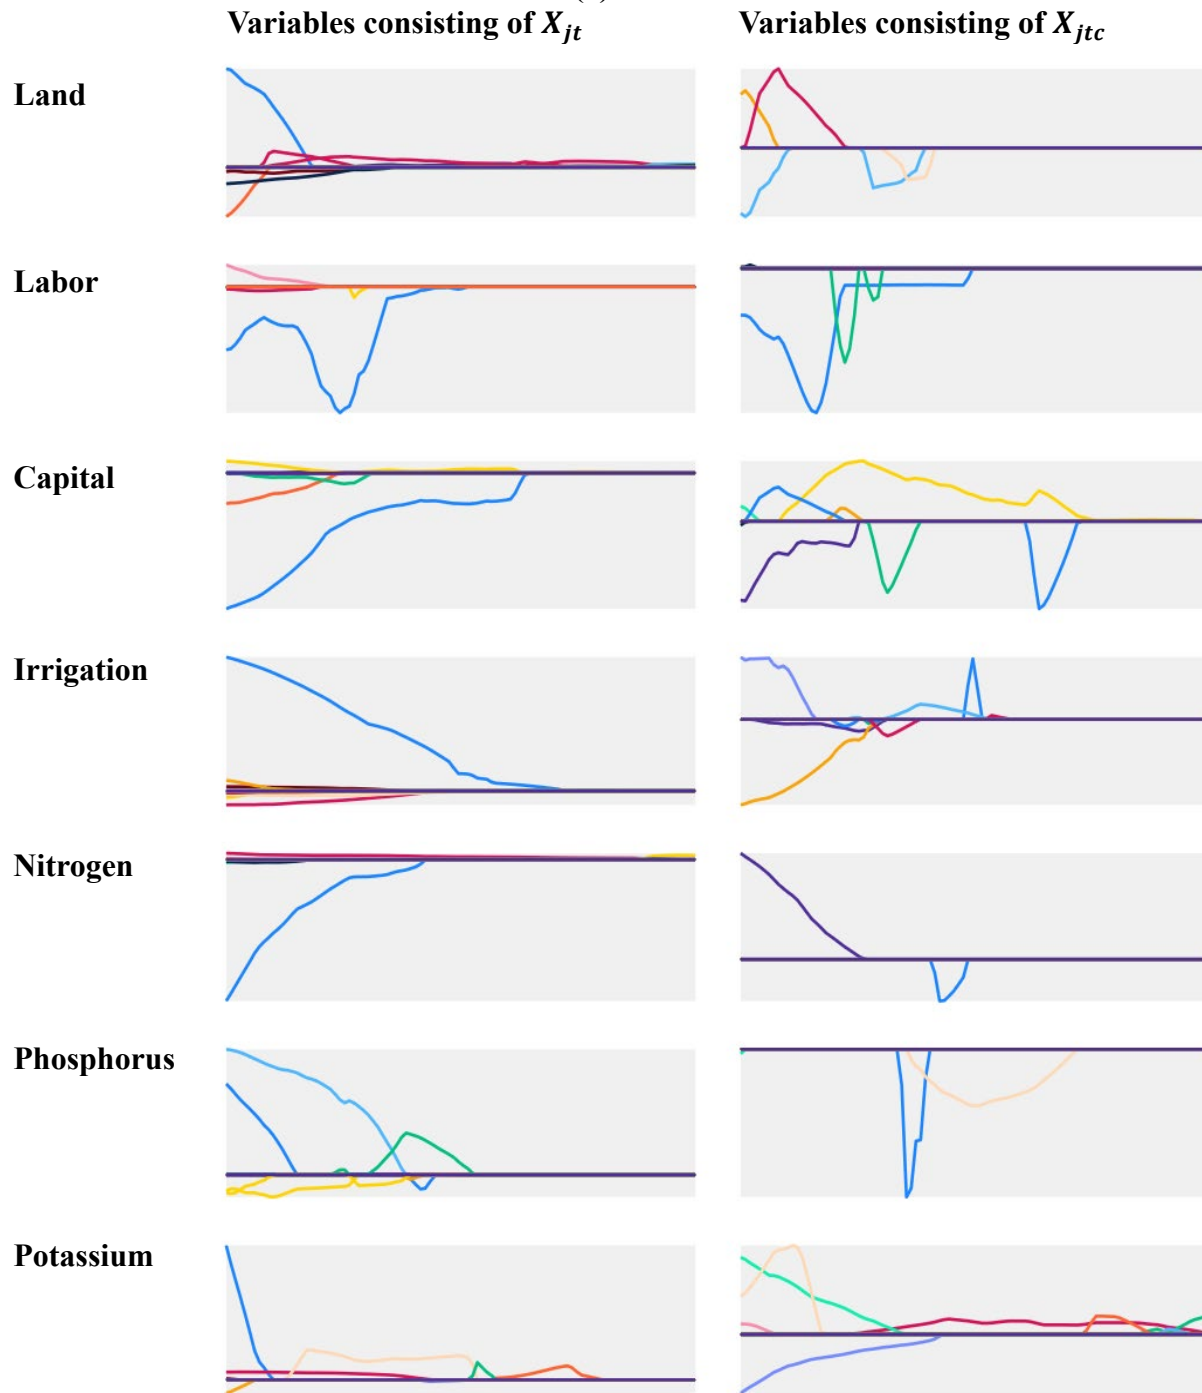 Variables consisting of X_jt Variables consisting of X_jtc
Land
Labor
Capital
Irrigation
Nitrogen
Phosphorus
Potassium